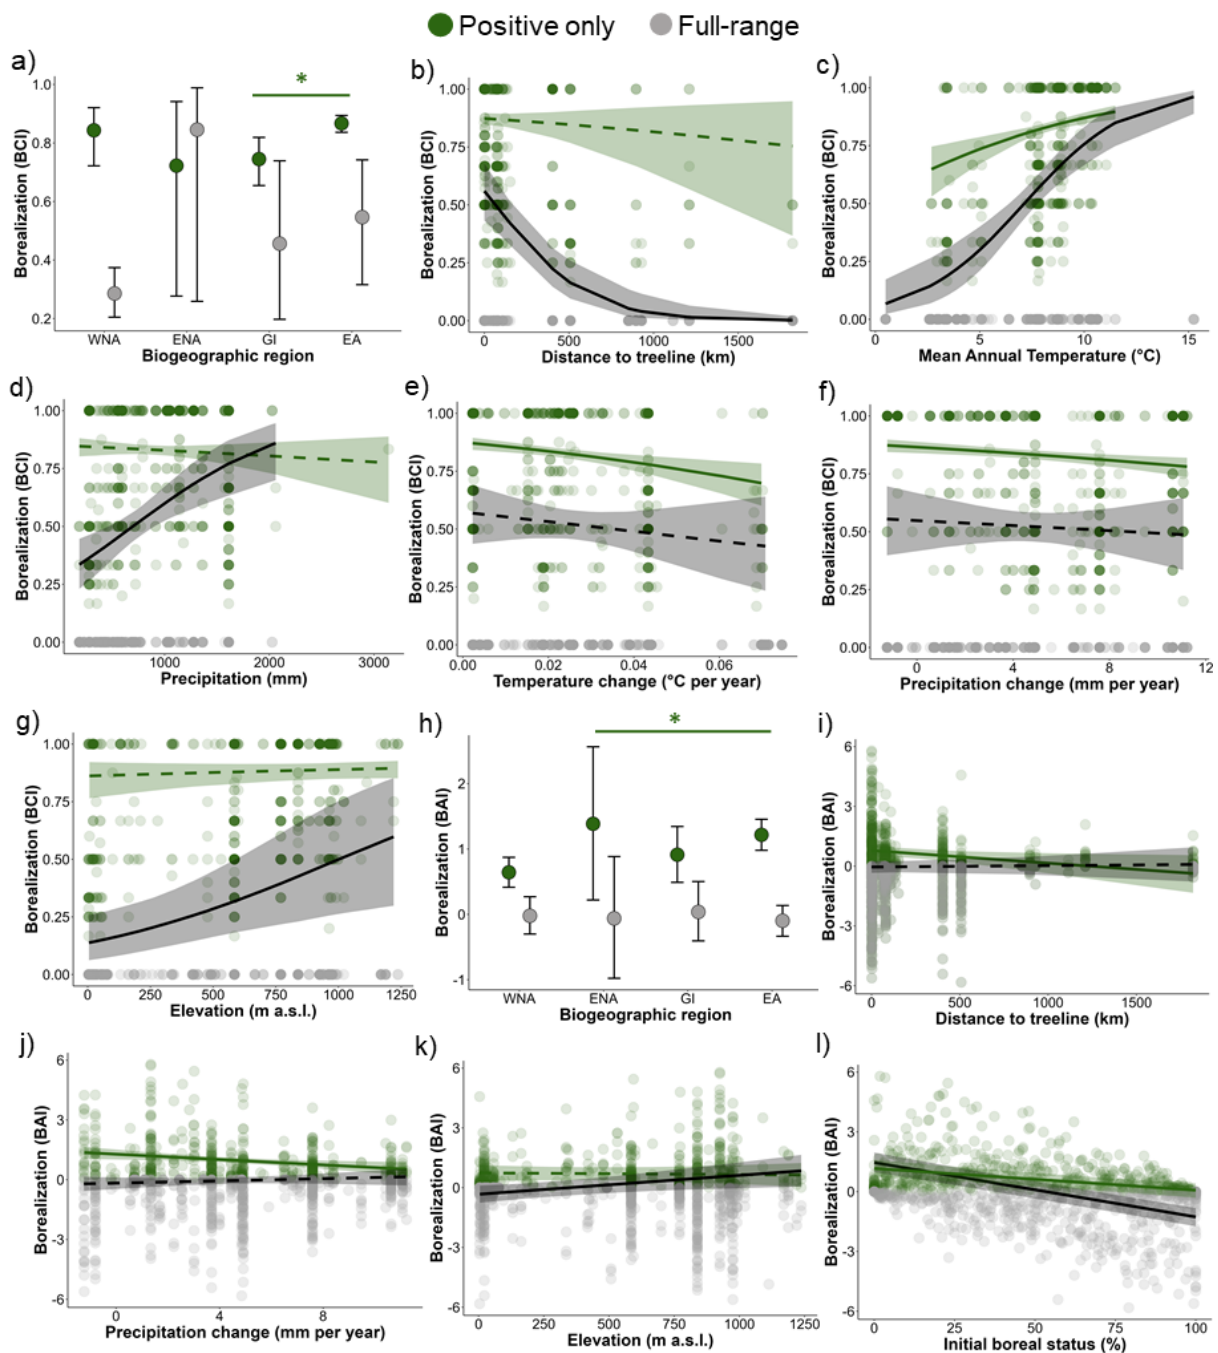 Positive only Full-range
a)
Borealization (BCI)
1.0
0.8
0.6
0.4
0.2
*
WNA ENA GI EA
Biogeographic region
b)
Borealization (BCI)
1.00
0.75
0.50
0.25
0.00
0 500 1000 1500
Distance to treeline (km)
c)
Borealization (BCI)
1.00
0.75
0.50
0.25
0.00
5 10 15
Mean Annual Temperature (°C)
d)
Borealization (BCI)
1.00
0.75
0.50
0.25
0.00
1000 2000 3000
Precipitation (mm)
e)
Borealization (BCI)
1.00
0.75
0.50
0.25
0.00
0.00 0.02 0.04 0.06
Temperature change (°C per year)
f)
Borealization (BCI)
1.00
0.75
0.50
0.25
0.00
0 4 8 12
Precipitation change (mm per year)
g)
Borealization (BCI)
1.00
0.75
0.50
0.25
0.00
0 250 500 750 1000 1250
Elevation (m a.s.l.)
h)
Borealization (BAI)
2
1
0
-1
*
WNA ENA GI EA
Biogeographic region
i)
Borealization (BAI)
6
3
0
-3
-6
0 500 1000 1500
Distance to treeline (km)
j)
Borealization (BAI)
6
3
0
-3
-6
0 4 8
Precipitation change (mm per year)
k)
Borealization (BAI)
6
3
0
-3
-6
0 250 500 750 1000 1250
Elevation (m a.s.l.)
l)
Borealization (BAI)
6
3
0
-3
-6
0 25 50 75 100
Initial boreal status (%)